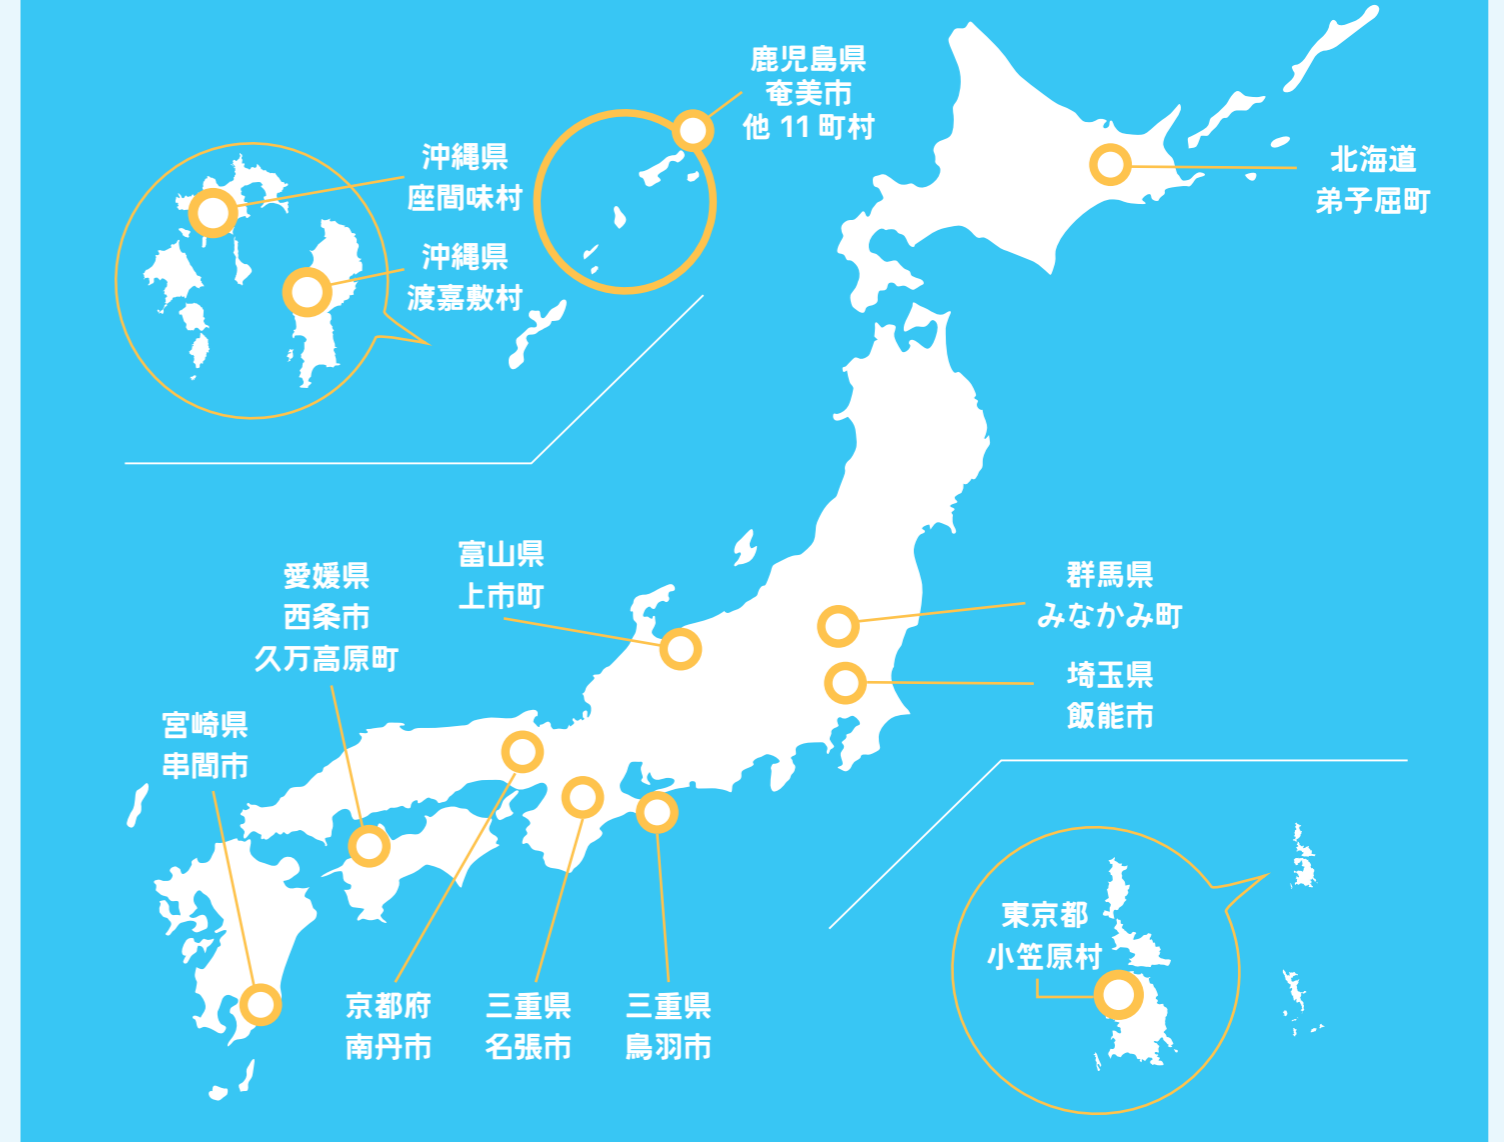 鹿児島県
奄美市
他 11 町村
沖縄県
座間味村
沖縄県
渡嘉敷村
北海道
弟子屈町
富山県
上市町
愛媛県
西条市
久万高原町
宮崎県
串間市
群馬県
みなかみ町
埼玉県
飯能市
東京都
小笠原村
京都府
南丹市
三重県
名張市
三重県
鳥羽市